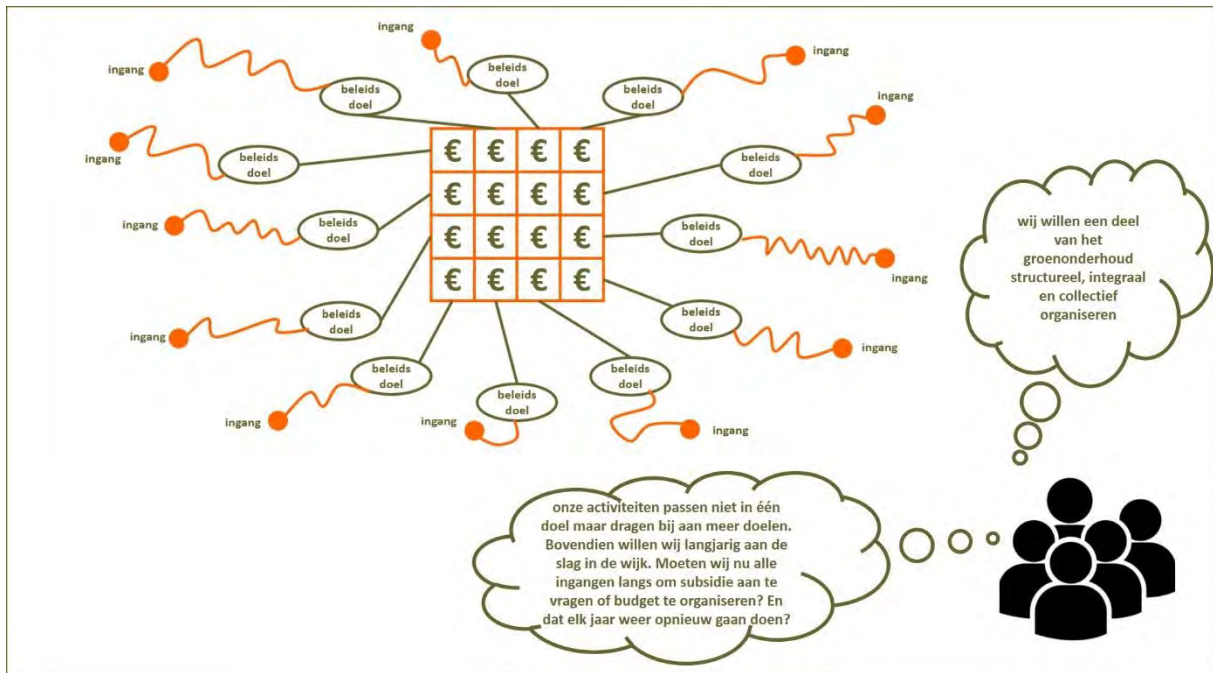 ingang
ingang
ingang
ingang
beleids
doel
beleids
doel
beleids
doel
ingang
€ € € €
ingang
beleids
doel
beleids
doel
€ € € €
ingang
beleids
doel
beleids
doel
€ € € €
ingang
ingang
beleids
doel
beleids
doel
€ € € €
ingang
beleids
doel
beleids
doel
beleids
doel
ingang
ingang
ingang
wij willen een deel
van het
groenonderhoud
structureel, integraal
en collectief
organiseren
onze activiteiten passen niet in één
doel maar dragen bij aan meer doelen.
Bovendien willen wij langjarig aan de
slag in de wijk. Moeten wij nu alle
ingangen langs om subsidie aan te
vragen of budget te organiseren? En
dat elk jaar weer opnieuw gaan doen?